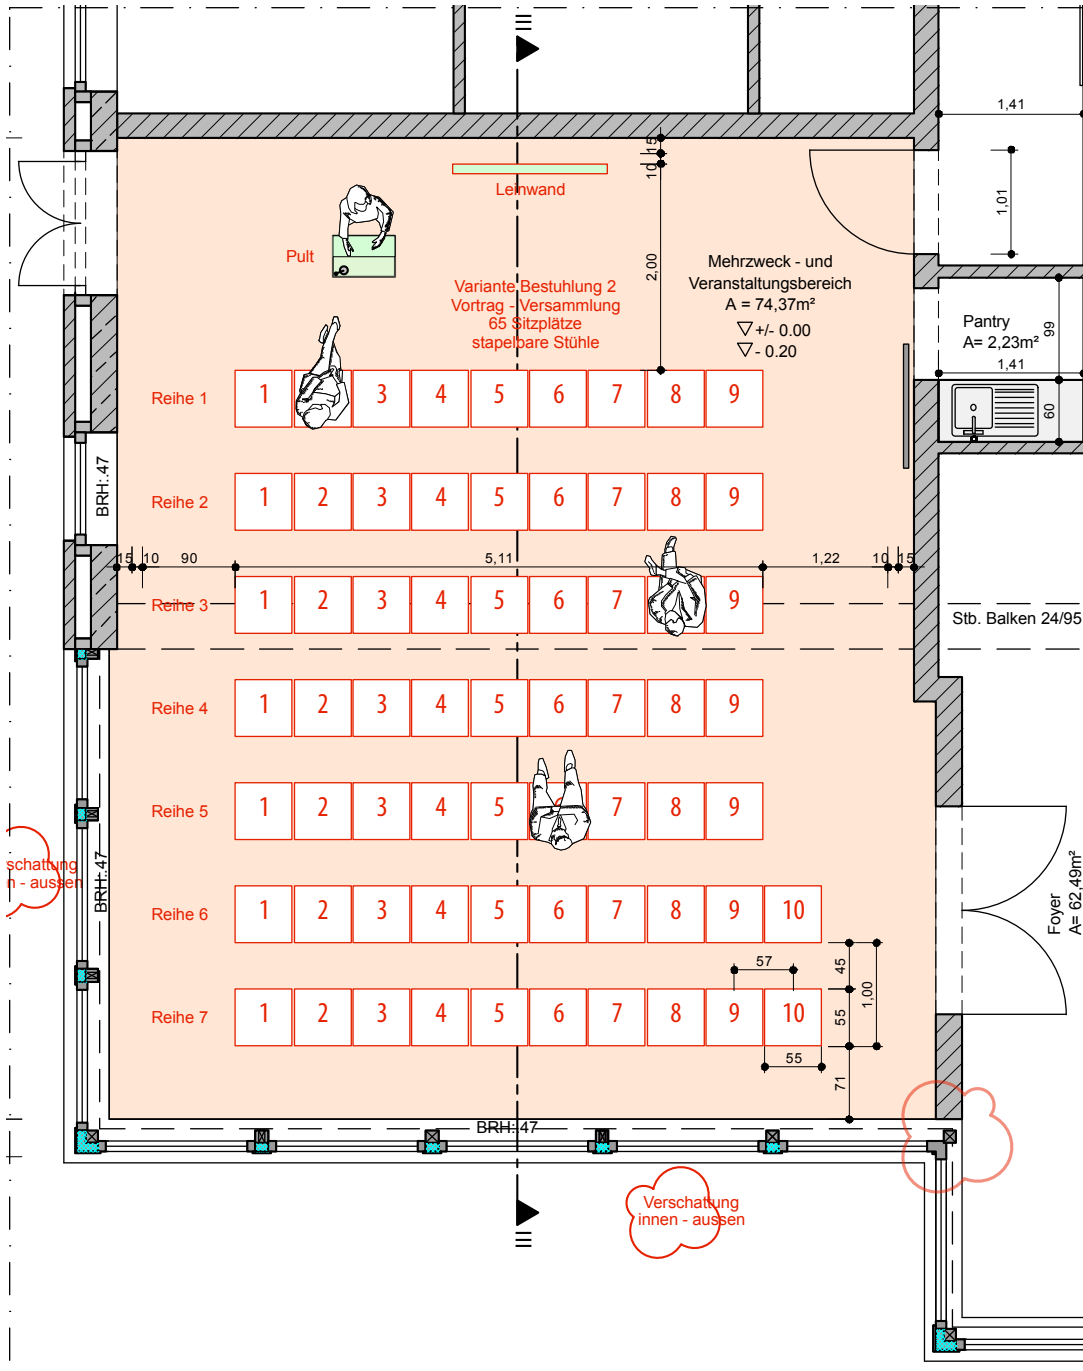 II
1,41
15
10
Leinwand
1,01
Pult
2,00
Mehrzweck - und
Veranstaltungsbereich
A = 74,37m²
+/- 0.00
- 0.20
Variante Bestuhlung 2
Vortrag - Versammlung
65 Sitzplätze
stapelbare Stühle
Pantry
A= 2,23m²
99
1,41
60
Reihe 1 1 3 4 5 6 7 8 9
BRH:.47
Reihe 2 1 2 3 4 5 6 7 8 9
15 10 90 5,11 1,22 10 15
Reihe 3 1 2 3 4 5 6 7 9
Stb. Balken 24/95
Reihe 4 1 2 3 4 5 6 7 8 9
Reihe 5 1 2 3 4 5 7 8 9
schattung
n - aussen
BRH:.47
Foyer
A= 62,49m²
Reihe 6 1 2 3 4 5 6 7 8 9 10
57
45
1,00
Reihe 7 1 2 3 4 5 6 7 8 9 10
55
55
71
BRH:.47
Verschattung
innen - aussen
II